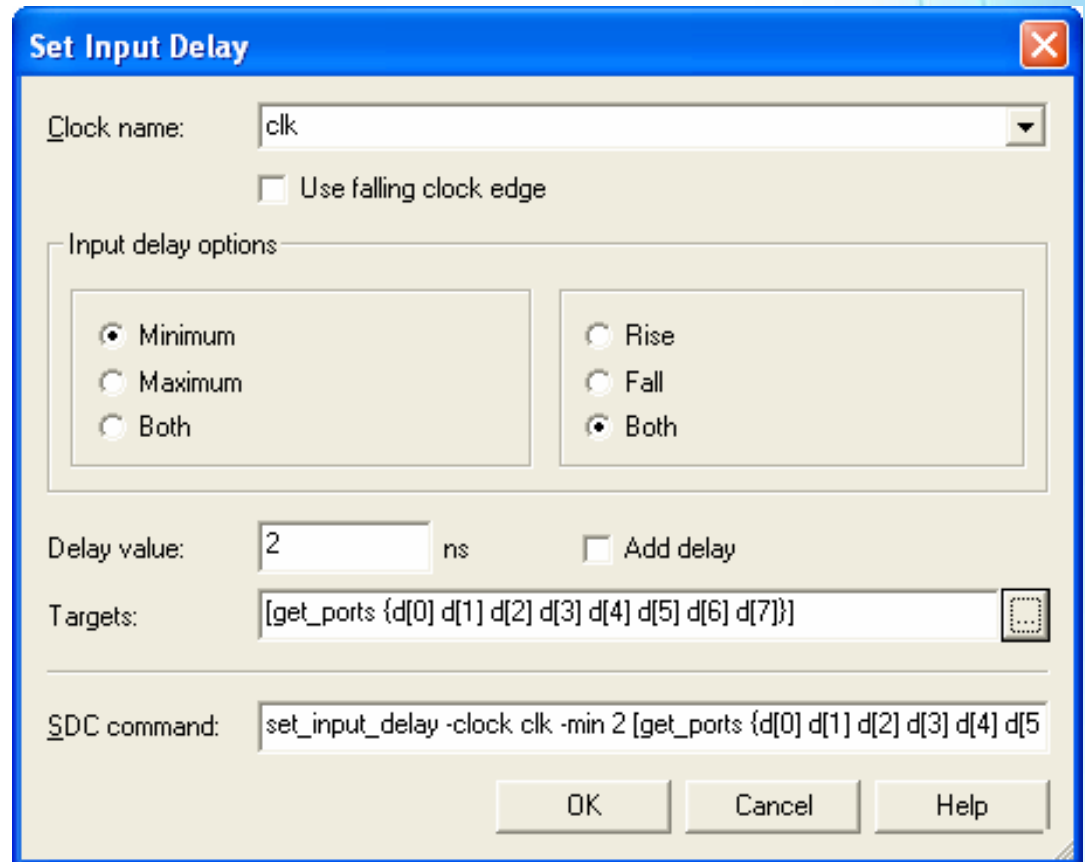 Set Input Delay
Clock name: clk
Use falling clock edge
Input delay options
Minimum
Maximum
Both
Rise
Fall
Both
Delay value: 2 ns Add delay
Targets: [get_ports {d[0] d[1] d[2] d[3] d[4] d[5] d[6] d[7]}] ...
SDC command: set_input_delay -clock clk -min 2 [get_ports {d[0] d[1] d[2] d[3] d[4] d[5
OK Cancel Help